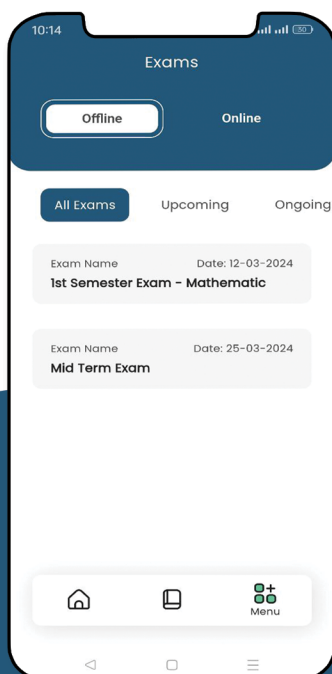 10:14
30
Exams
Offline Online
All Exams Upcoming Ongoing
Exam Name Date: 12-03-2024
1st Semester Exam - Mathematic
Exam Name Date: 25-03-2024
Mid Term Exam
Menu